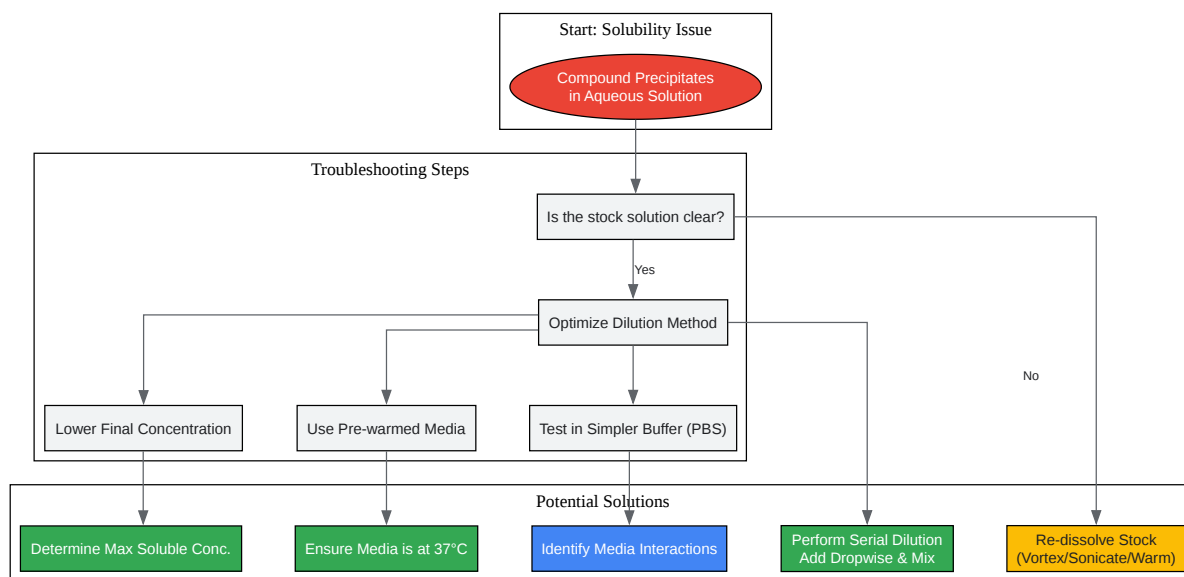 Start: Solubility Issue
Compound Precipitates
in Aqueous Solution
Troubleshooting Steps
Is the stock solution clear?
Yes
Optimize Dilution Method
No
Lower Final Concentration
Use Pre-warmed Media
Test in Simpler Buffer (PBS)
Potential Solutions
Determine Max Soluble Conc.
Ensure Media is at 37°C
Identify Media Interactions
Perform Serial Dilution
Add Dropwise & Mix
Re-dissolve Stock
(Vortex/Sonicate/Warm)